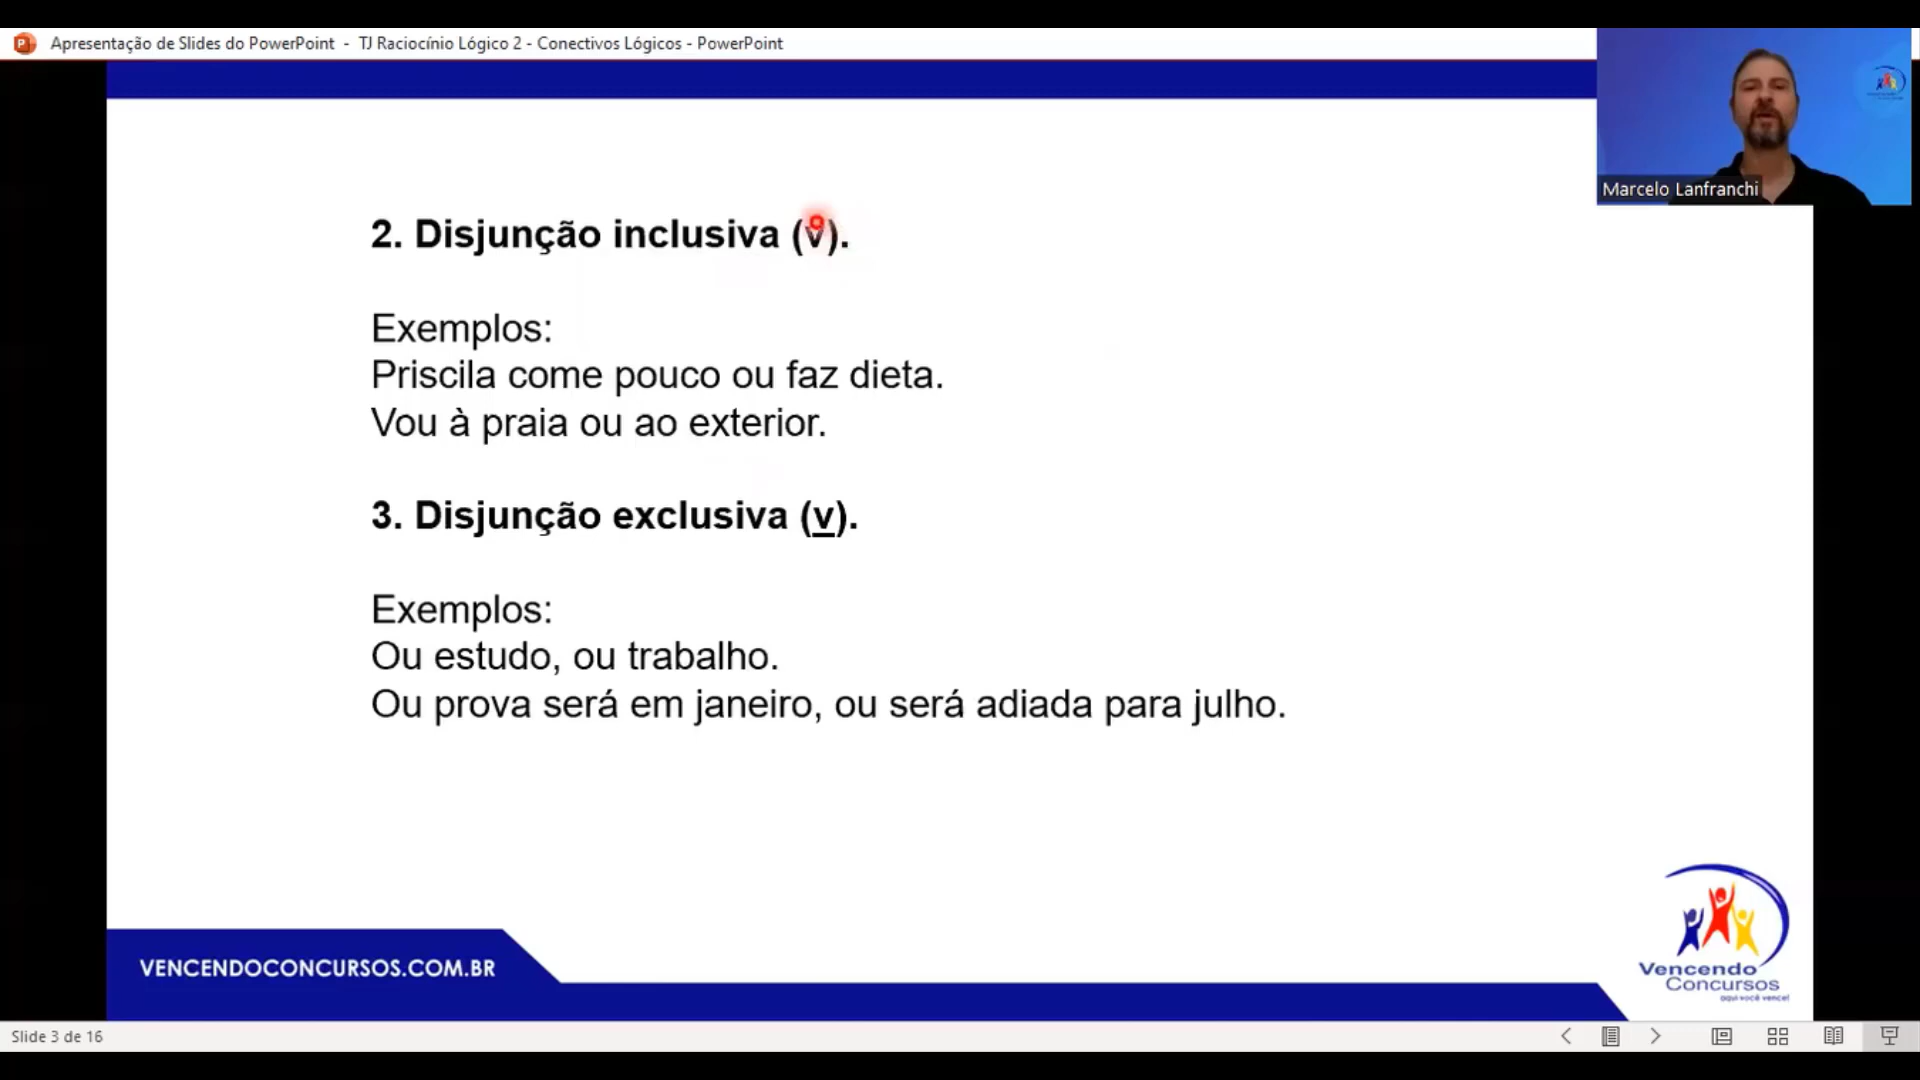 Apresentação de Slides do PowerPoint - TJ Raciocínio Lógico 2 - Conectivos Lógicos - PowerPoint
Marcelo Lanfranchi
2. Disjunção inclusiva (v).
Exemplos:
Priscila come pouco ou faz dieta.
Vou à praia ou ao exterior.
3. Disjunção exclusiva (v).
Exemplos:
Ou estudo, ou trabalho.
Ou prova será em janeiro, ou será adiada para julho.
VENCENDOCONCURSOS.COM.BR
Vencendo
Concursos
aqui você vence!
Slide 3 de 16